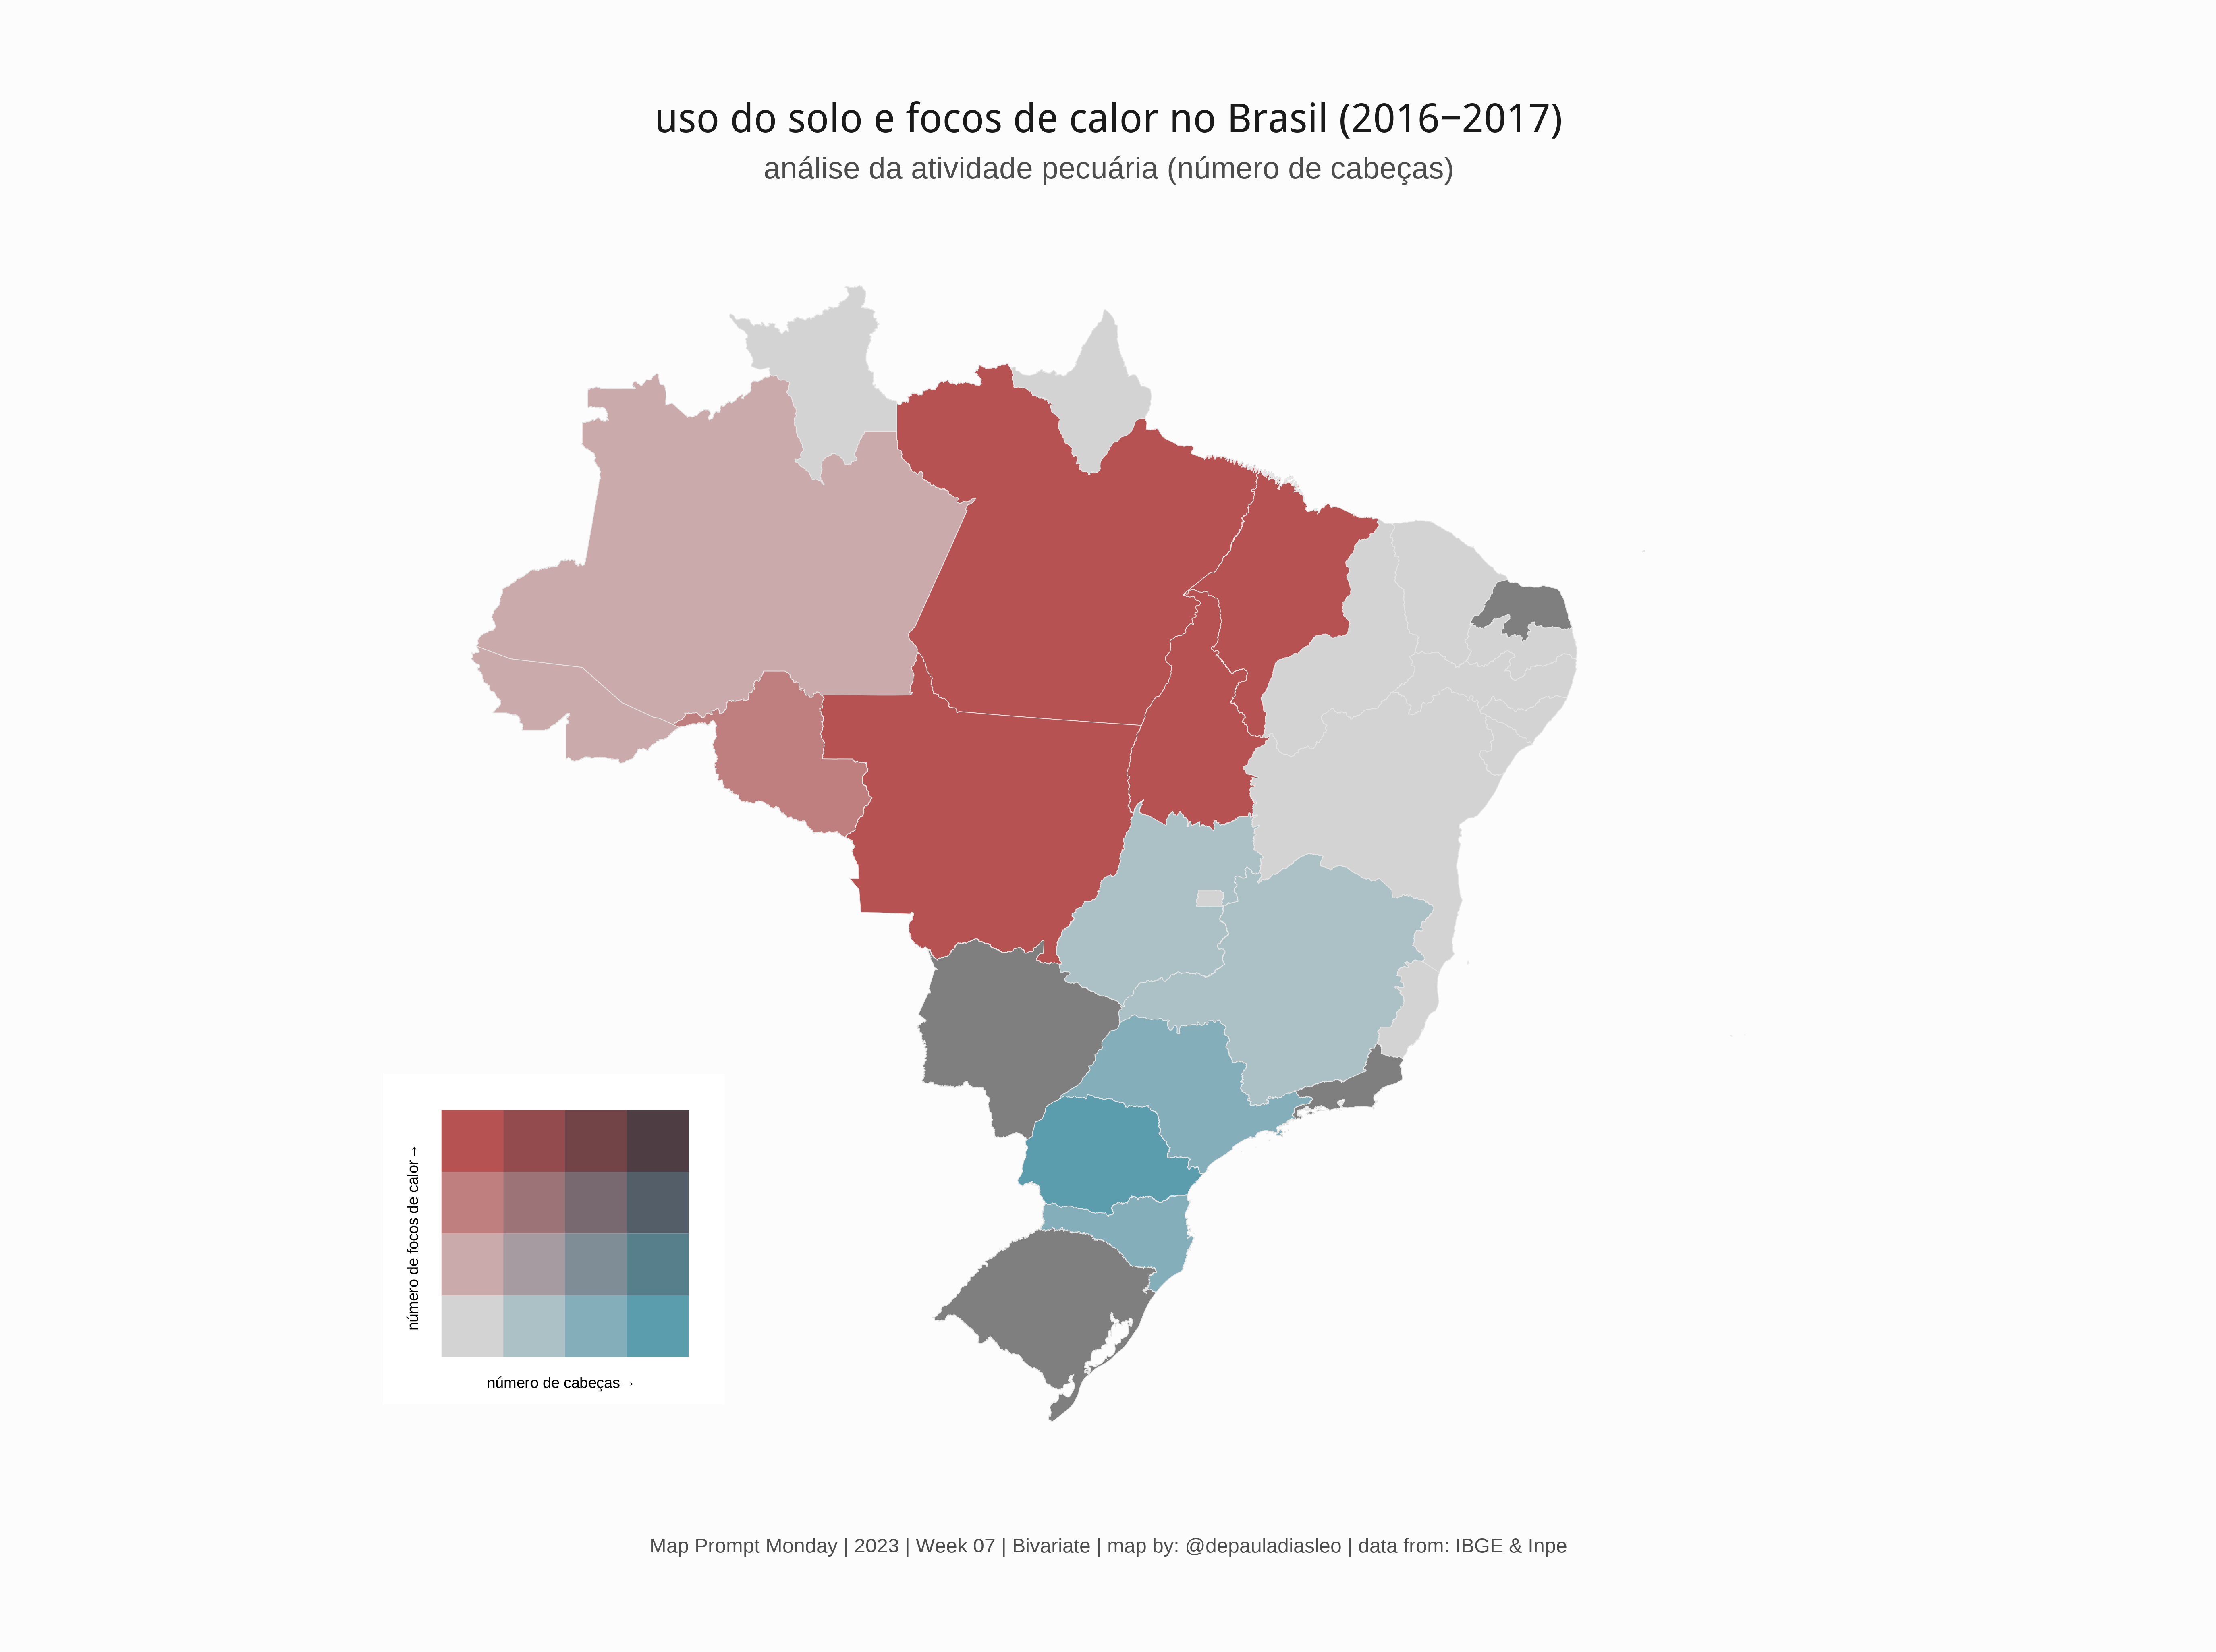 uso do solo e focos de calor no Brasil (2016−2017)
análise da atividade pecuária (número de cabeças)
número de focos de calor→
número de cabeças→
Map Prompt Monday | 2023 | Week 07 | Bivariate | map by: @depauladiasleo | data from: IBGE & Inpe